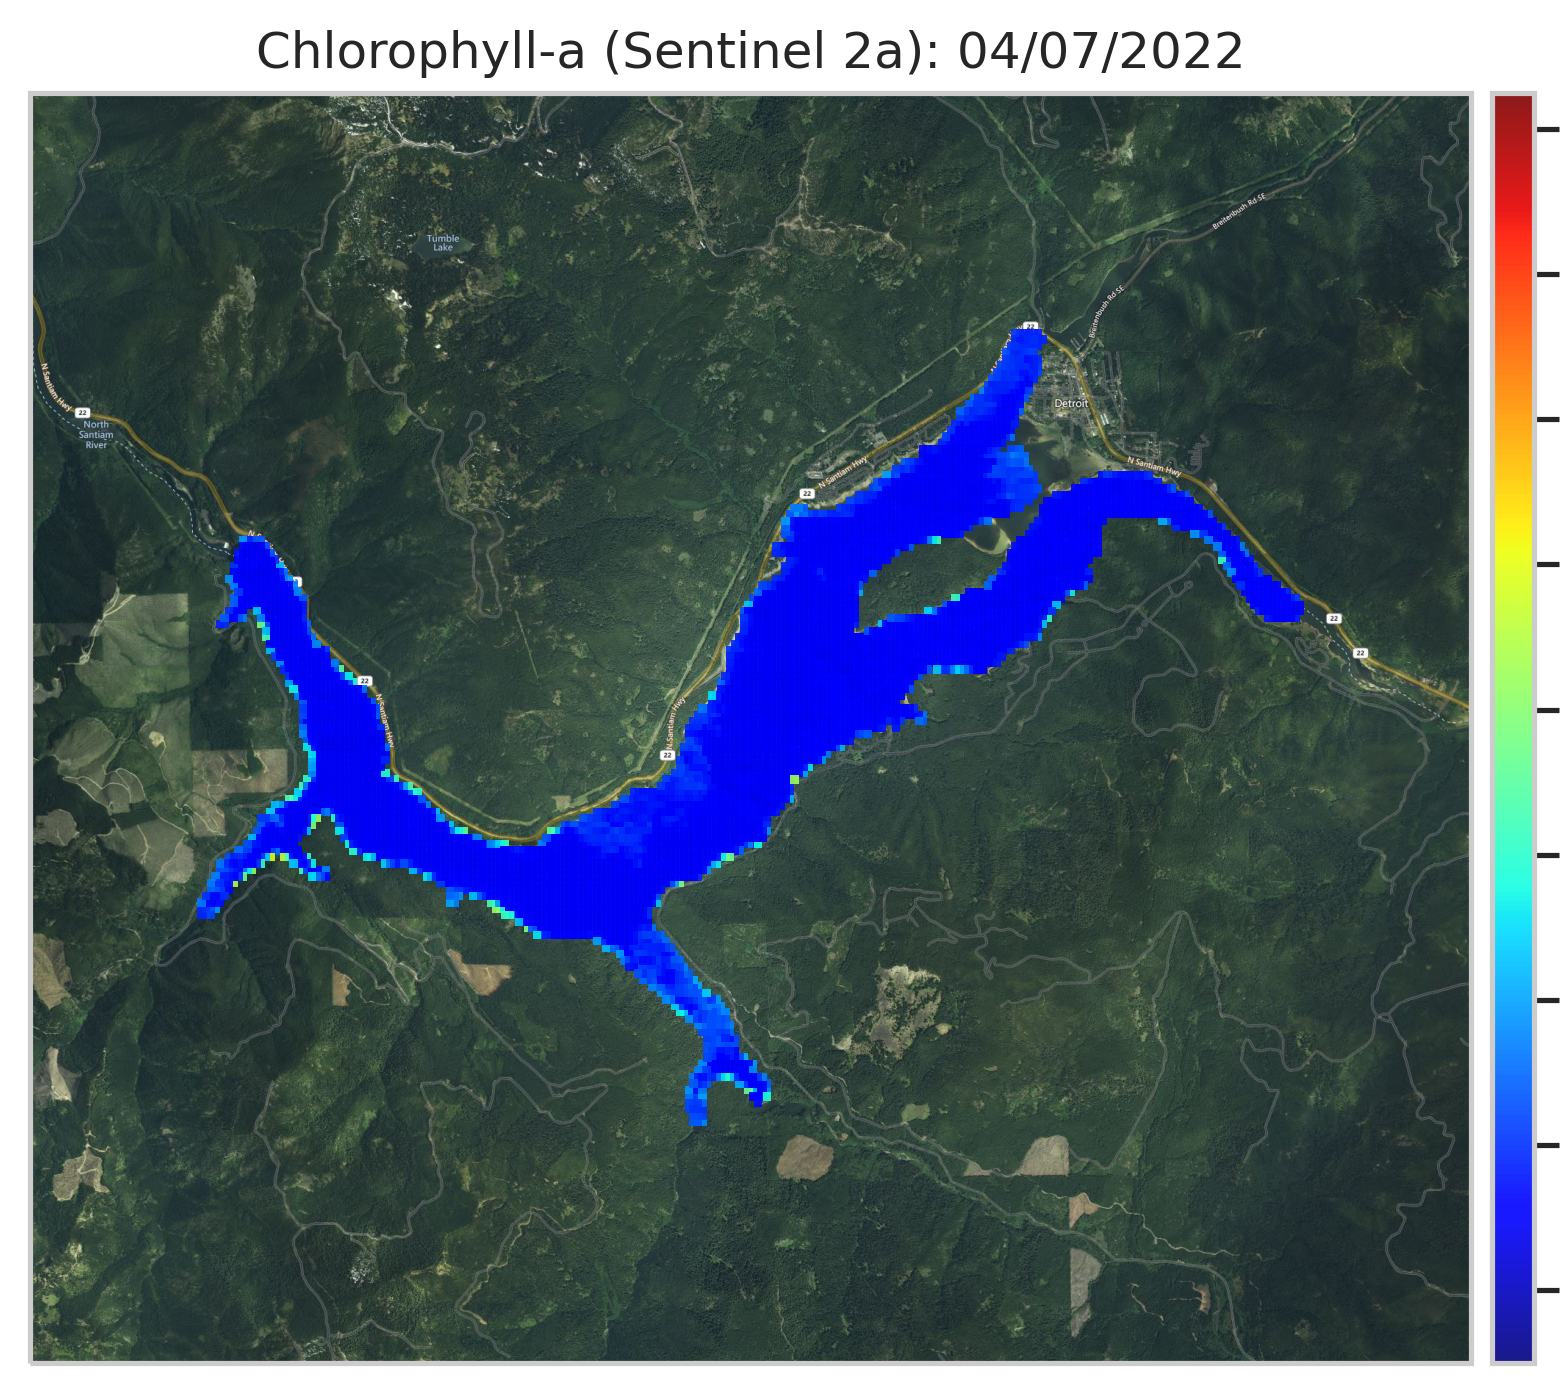 Chlorophyll-a (Sentinel 2a): 04/07/2022
Tumble
Lake
Breitenbush Rd SE
Breitenbush Rd SE
22
N Santiam Hwy
22
North
Santiam
River
Detroit
N Santiam Hwy
N Santiam Hwy
22
22
22
22
N Santiam Hwy
N Santiam Hwy
22